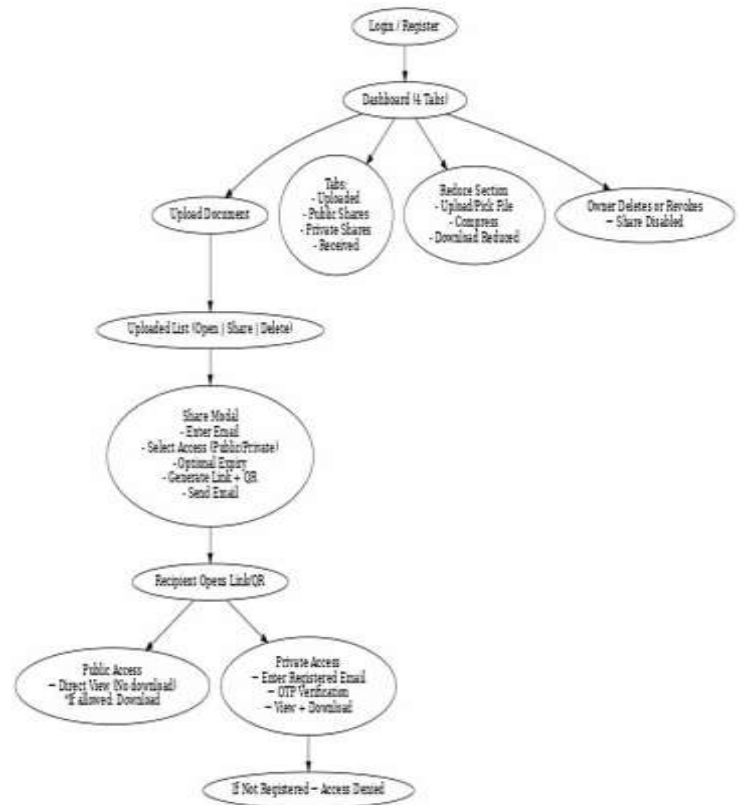 Login / Register
Dashboard (4 Tabs)
Upload Document
Tabs:
- Uploaded
- Public Shares
- Private Shares
- Received
Reduce Section
- Upload/Pick File
- Compress
- Download Reduced
Owner Deletes or Revokes
– Share Disabled
Uploaded List (Open | Share | Delete)
Share Modal
- Enter Email
- Select Access (Public/Private)
- Optional Expiry
- Generate Link + QR
- Send Email
Recipient Opens Link/QR
Public Access
– Direct View (No download)
*If allowed: Download
Private Access
– Enter Registered Email
– OTP Verification
– View + Download
If Not Registered – Access Denied